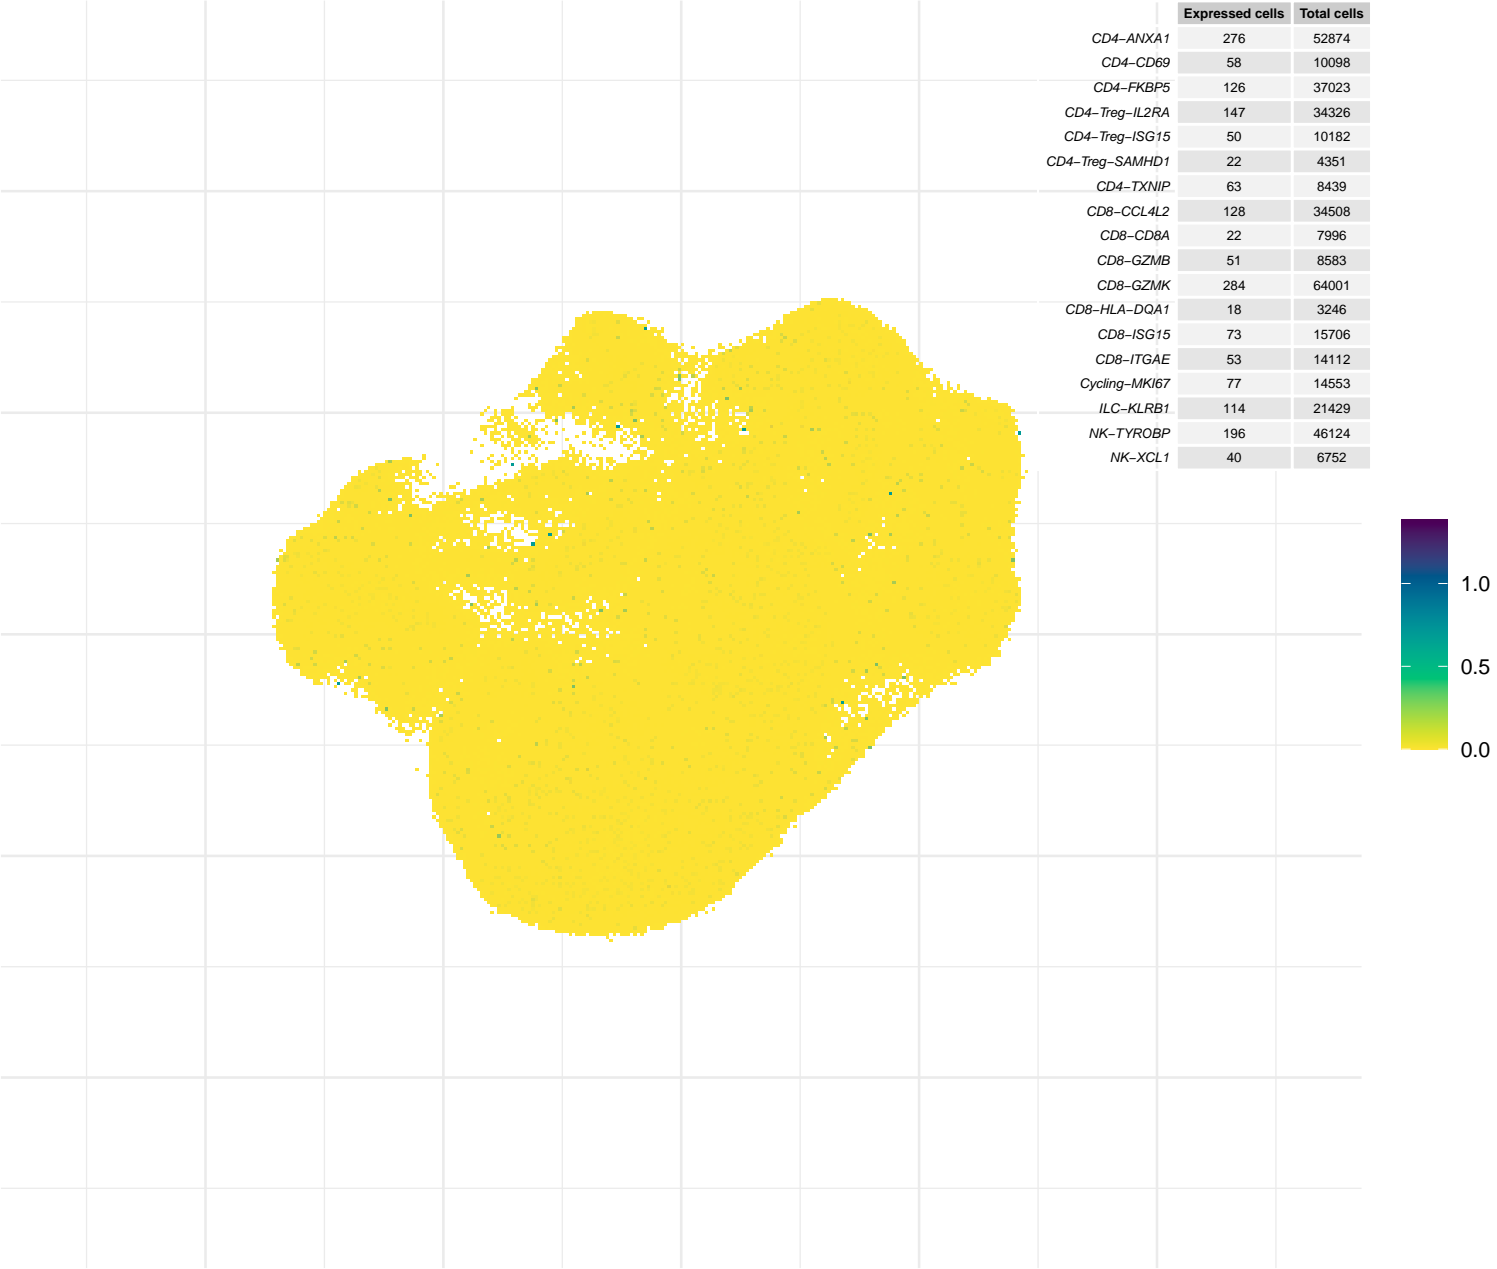 Expressed cells Total cells
CD4−ANXA1 276 52874
CD4−CD69 58 10098
CD4−FKBP5 126 37023
CD4−Treg−IL2RA 147 34326
CD4−Treg−ISG15 50 10182
CD4−Treg−SAMHD1 22 4351
CD4−TXNIP 63 8439
CD8−CCL4L2 128 34508
CD8−CD8A 22 7996
CD8−GZMB 51 8583
CD8−GZMK 284 64001
CD8−HLA−DQA1 18 3246
CD8−ISG15 73 15706
CD8−ITGAE 53 14112
Cycling−MKI67 77 14553
ILC−KLRB1 114 21429
NK−TYROBP 196 46124
NK−XCL1 40 6752
1.0
0.5
0.0